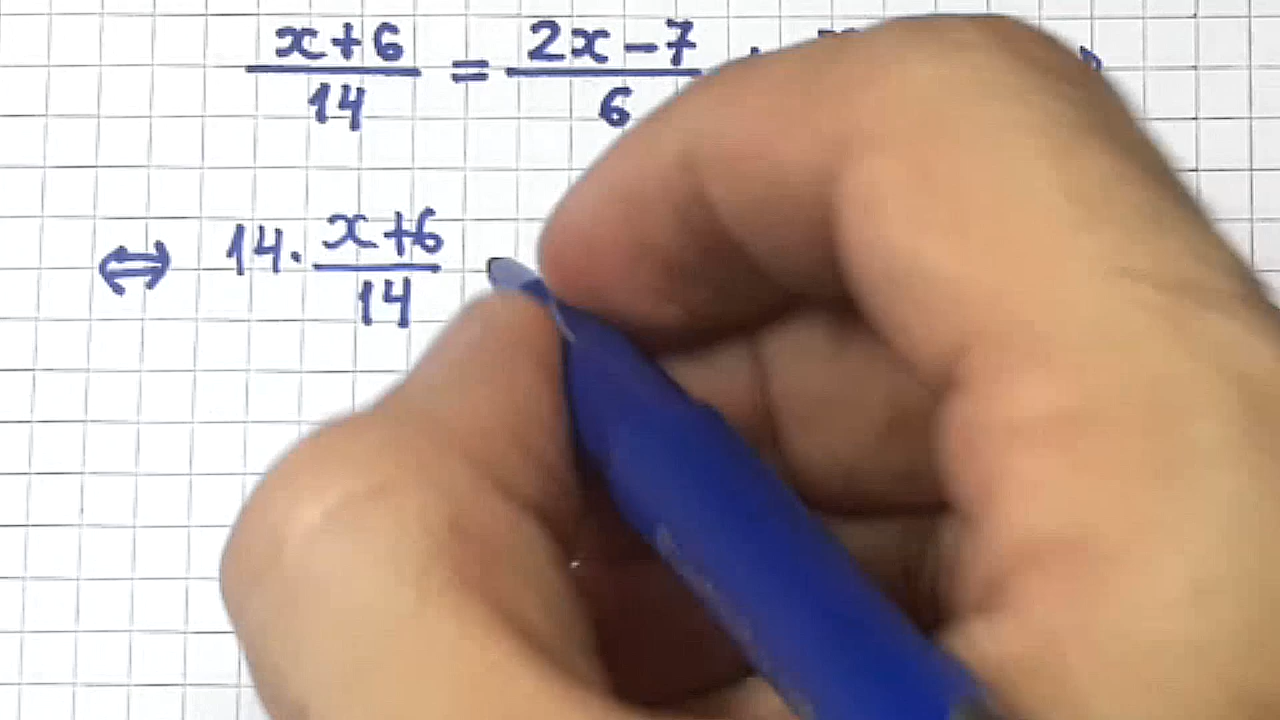 x+6/14 = 2x-7/6
⇔ 14· x+6/14